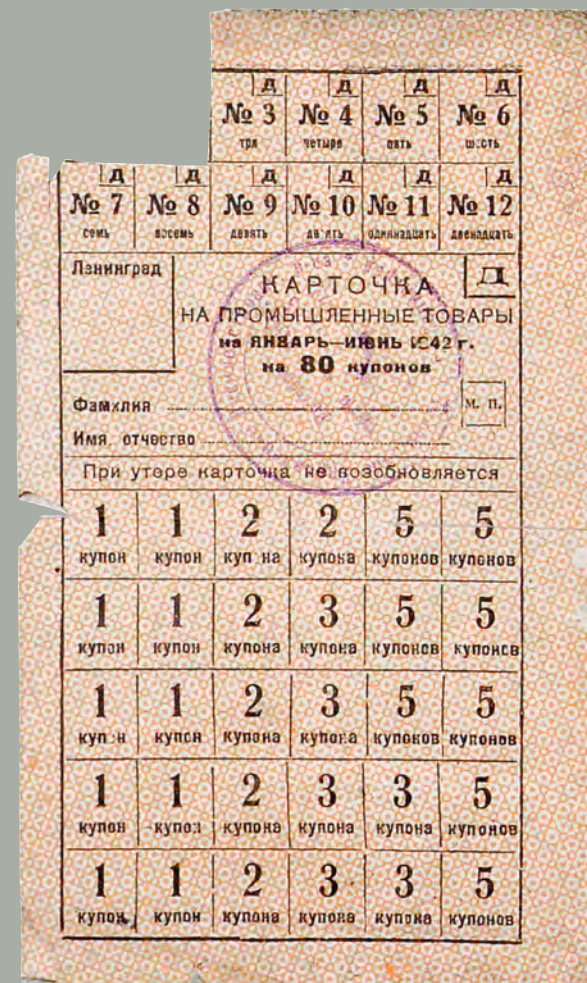 Д Д Д Д
№ 3 № 4 № 5 № 6
три четыре пять шесть
Д Д Д Д Д Д
№ 7 № 8 № 9 № 10 № 11 № 12
семь восемь девять десять одиннадцать двенадцать
Ленинград
Д
КАРТОЧКА
НА ПРОМЫШЛЕННЫЕ ТОВАРЫ
на ЯНВАРЬ—ИЮНЬ 1942 г.
на 80 купонов
Фамилия
М. П.
Имя, отчество
При утере карточка не возобновляется
1 1 2 2 5 5
купон купон купона купона купонов купонов
1 1 2 3 5 5
купон купон купона купона купонов купонов
1 1 2 3 5 5
купон купон купона купона купонов купонов
1 1 2 3 3 5
купон купон купона купона купона купонов
1 1 2 3 3 5
купон купон купона купона купона купонов